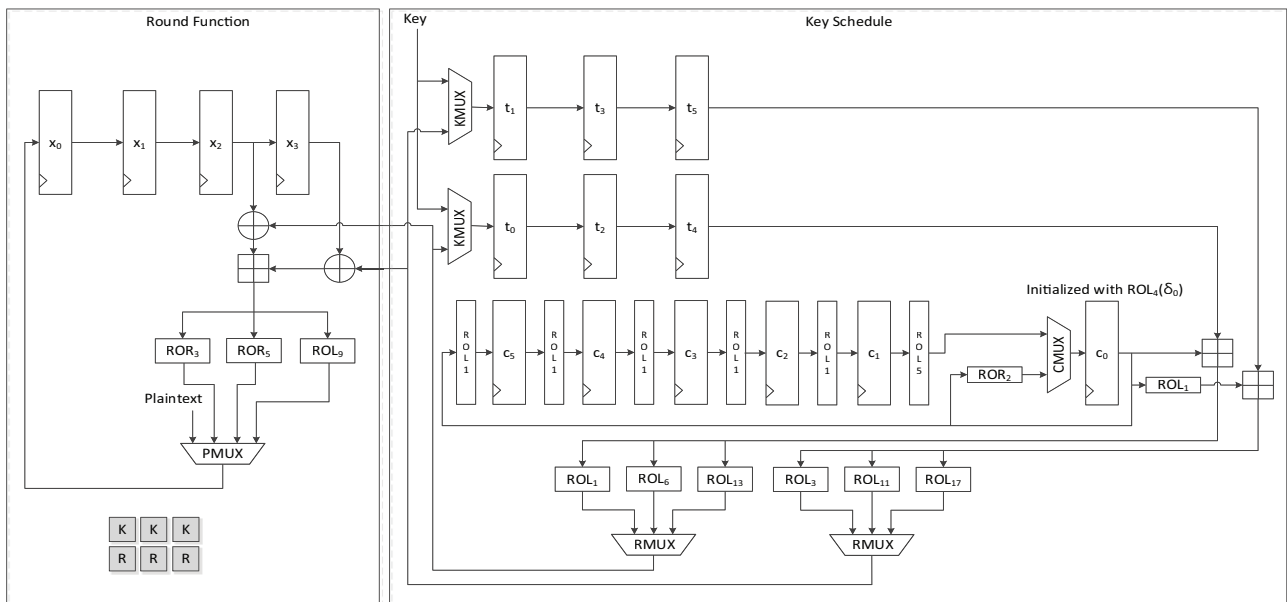 Round Function
Key Schedule
Key
KMUX
t₁
t₃
t₅
x₀
x₁
x₂
x₃
KMUX
t₀
t₂
t₄
Initialized with ROL₄(δ₀)
ROL1
c₅
ROL1
c₄
ROL1
c₃
ROL1
c₂
ROL1
c₁
ROL5
ROR₂
CMUX
c₀
ROL₁
ROR₃
ROR₅
ROL₉
Plaintext
PMUX
ROL₁
ROL₆
ROL₁₃
ROL₃
ROL₁₁
ROL₁₇
RMUX
RMUX
K K K
R R R